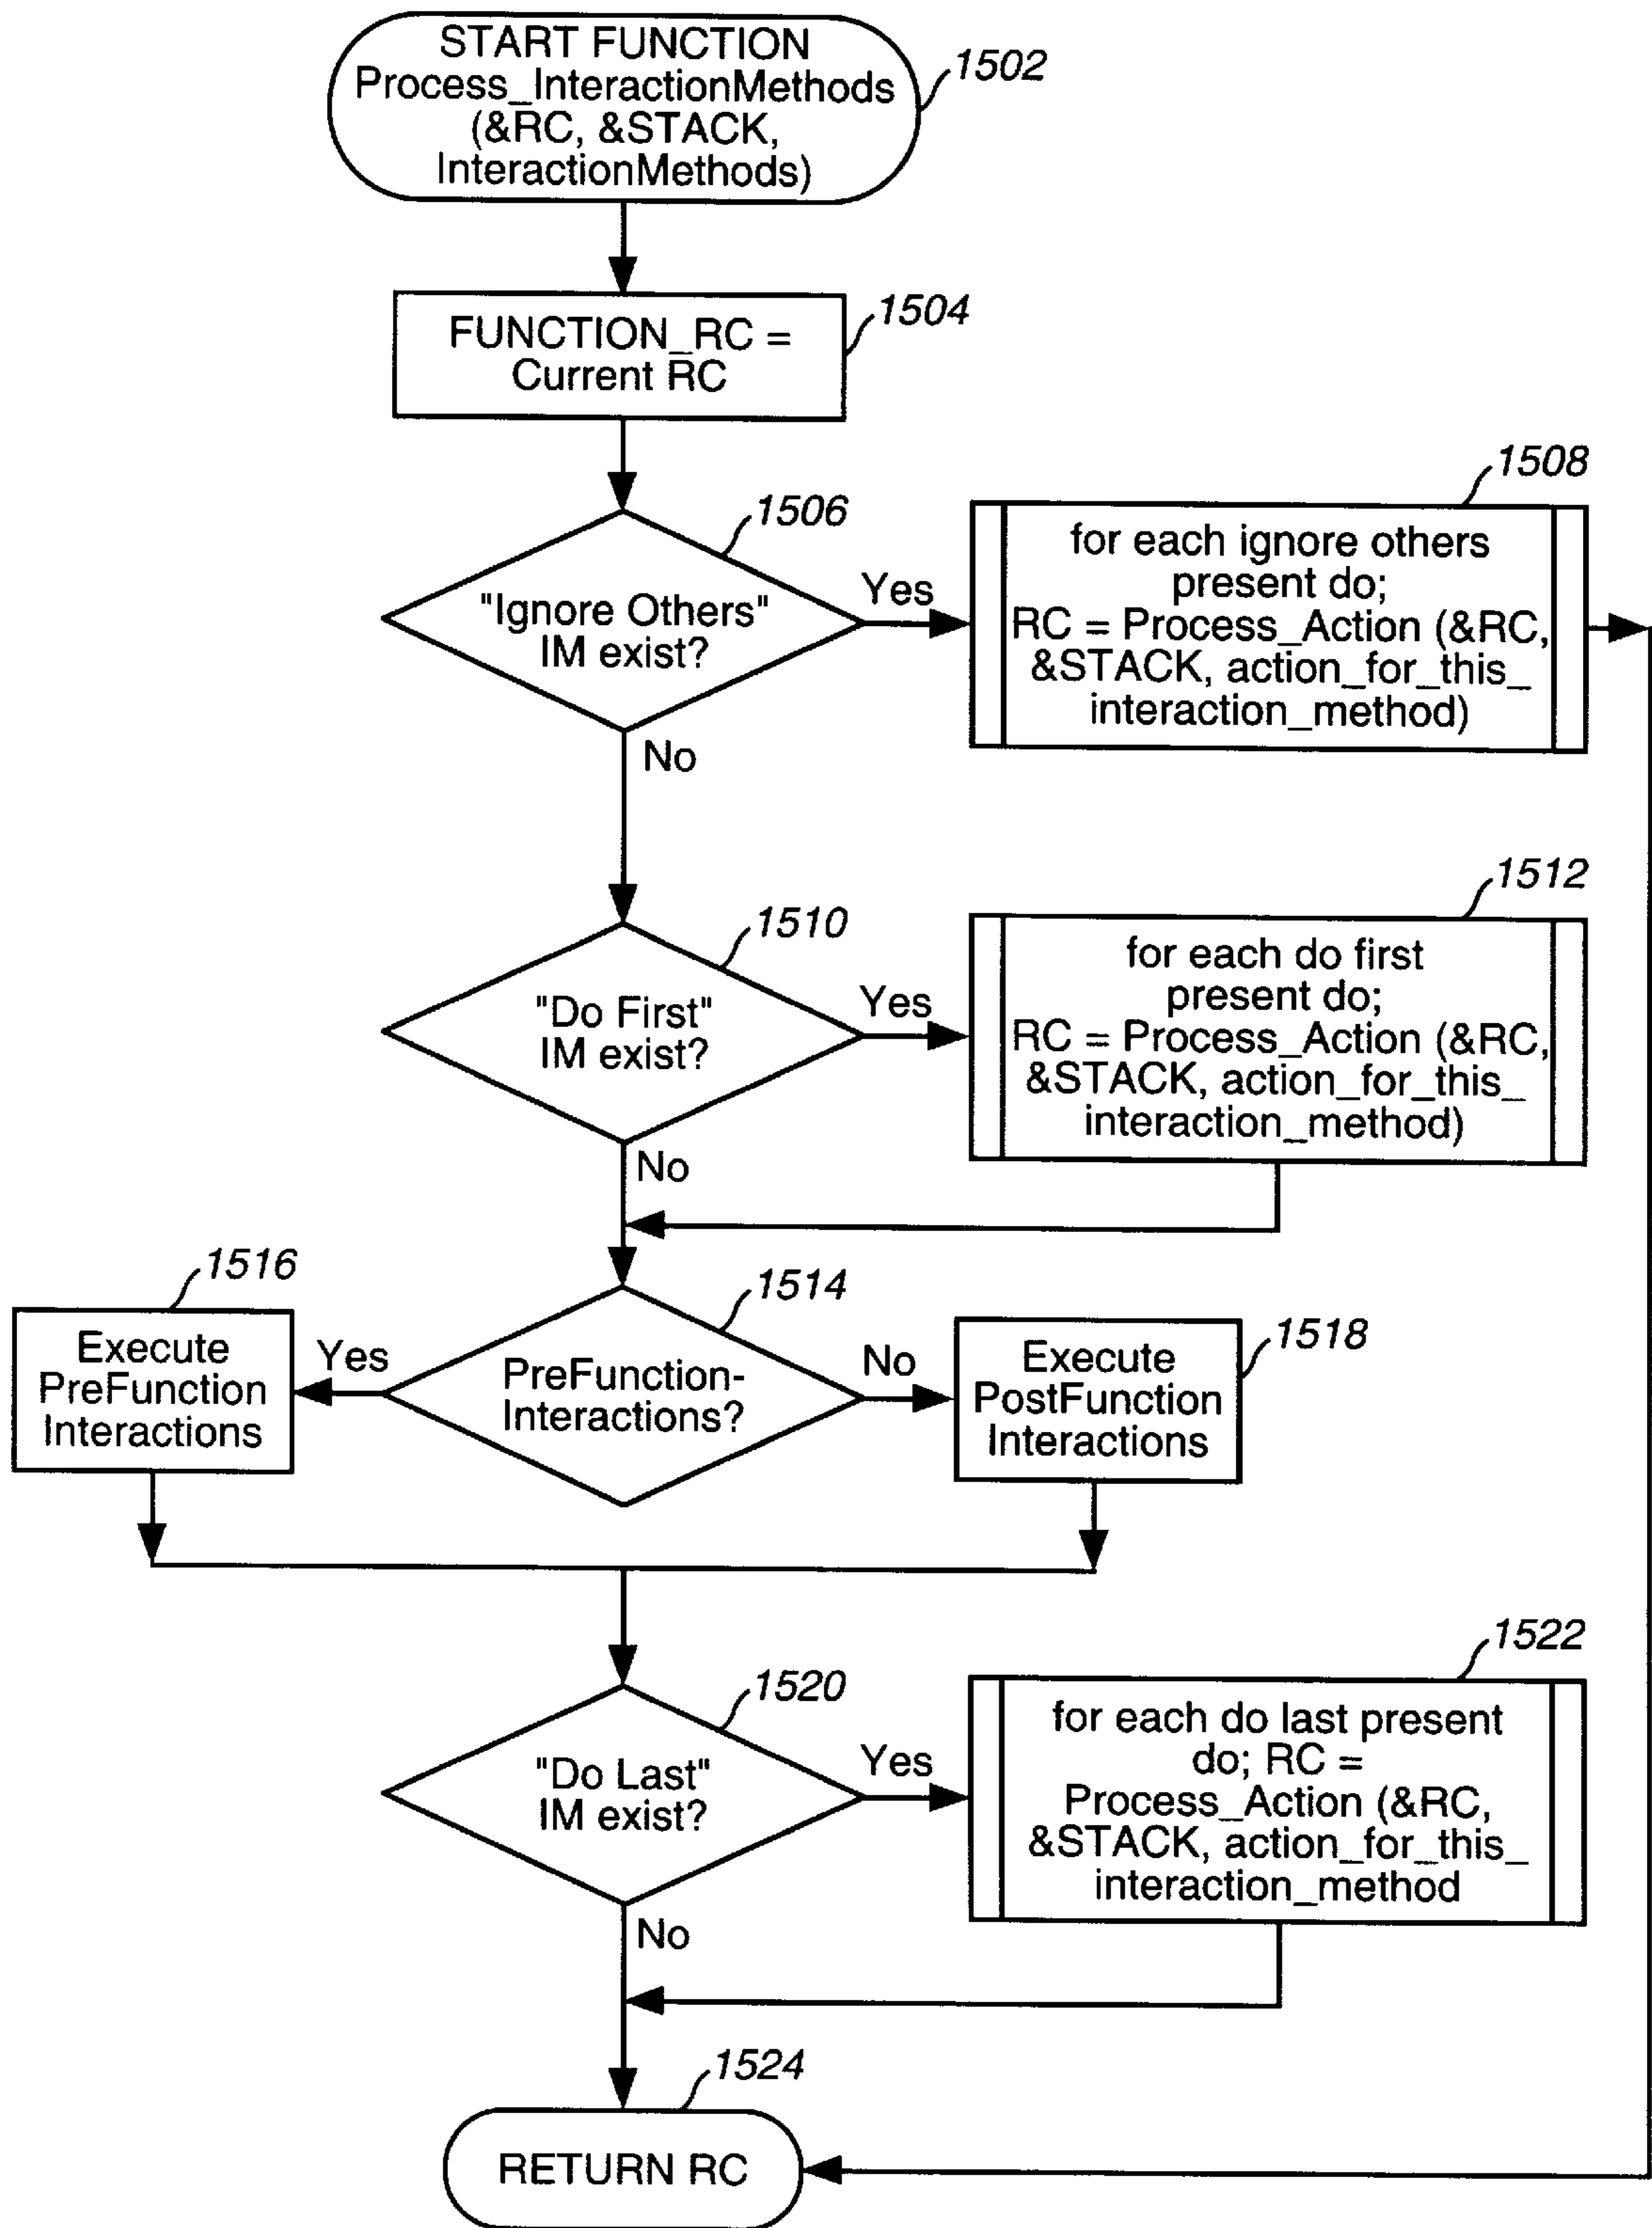 START FUNCTION
Process_InteractionMethods
(&RC, &STACK,
InteractionMethods)
1502
FUNCTION_RC =
Current RC
1504
"Ignore Others"
IM exist?
1506
Yes
No
for each ignore others
present do;
RC = Process_Action (&RC,
&STACK, action_for_this_
interaction_method)
1508
"Do First"
IM exist?
1510
Yes
No
for each do first
present do;
RC = Process_Action (&RC,
&STACK, action_for_this_
interaction_method)
1512
PreFunction-
Interactions?
1514
Yes
No
Execute
PreFunction
Interactions
1516
Execute
PostFunction
Interactions
1518
"Do Last"
IM exist?
1520
Yes
No
for each do last present
do; RC =
Process_Action (&RC,
&STACK, action_for_this_
interaction_method
1522
RETURN RC
1524